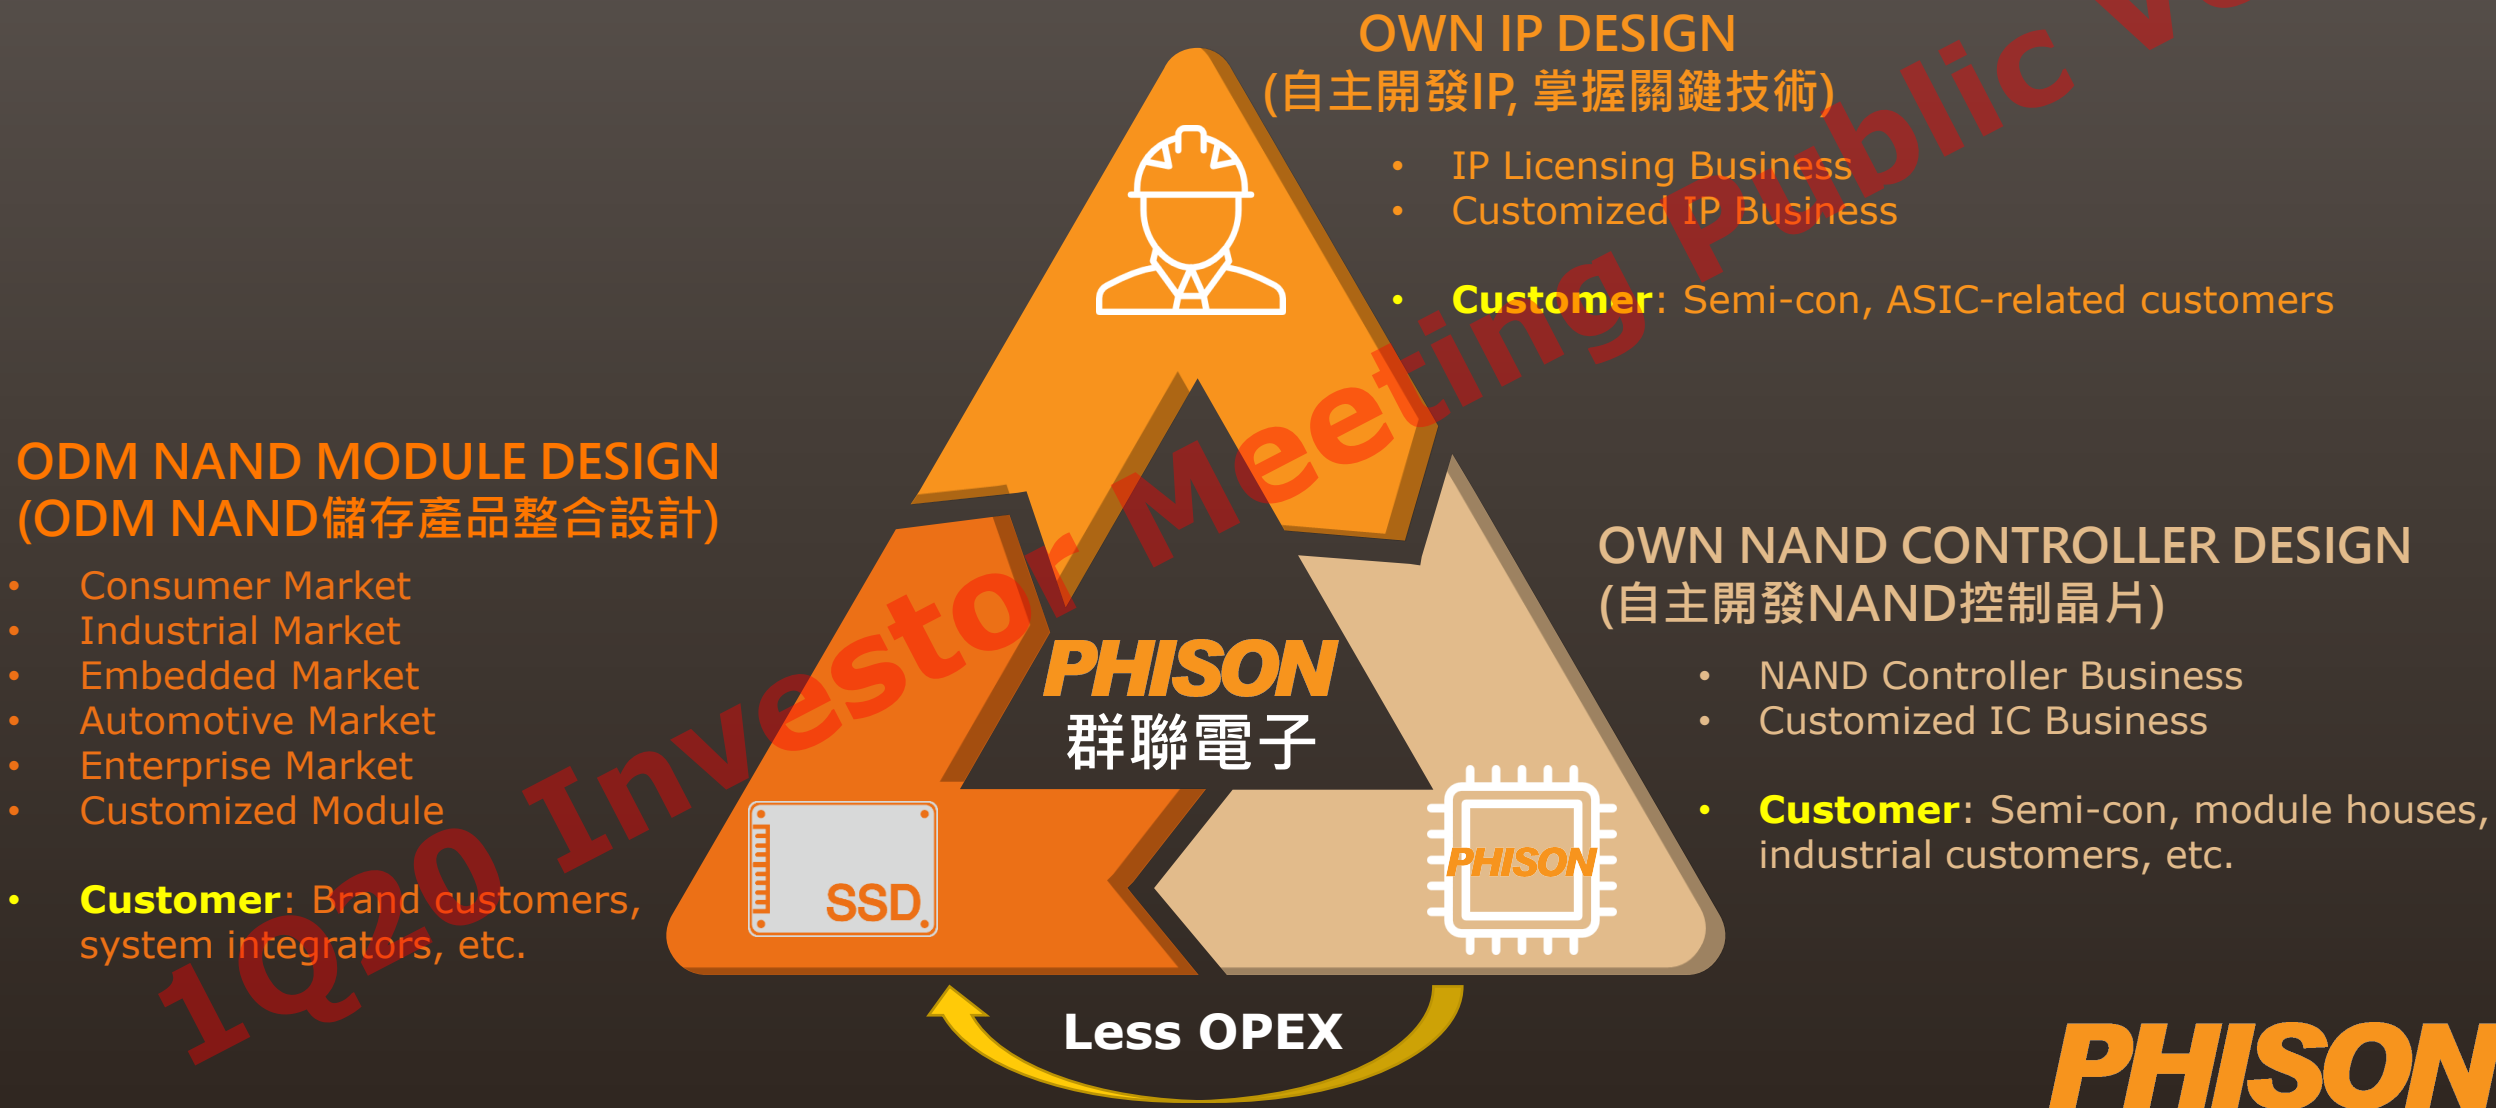 OWN IP DESIGN
(自主開發IP, 掌握關鍵技術)
• IP Licensing Business
• Customized IP Business
• Customer: Semi-con, ASIC-related customers
ODM NAND MODULE DESIGN
(ODM NAND儲存產品整合設計)
• Consumer Market
• Industrial Market
• Embedded Market
• Automotive Market
• Enterprise Market
• Customized Module
• Customer: Brand customers,
system integrators, etc.
OWN NAND CONTROLLER DESIGN
(自主開發NAND控制晶片)
• NAND Controller Business
• Customized IC Business
• Customer: Semi-con, module houses,
industrial customers, etc.
PHISON
群聯電子
SSD
PHISON
Less OPEX
PHISON
1Q20 Investor Meeting Public